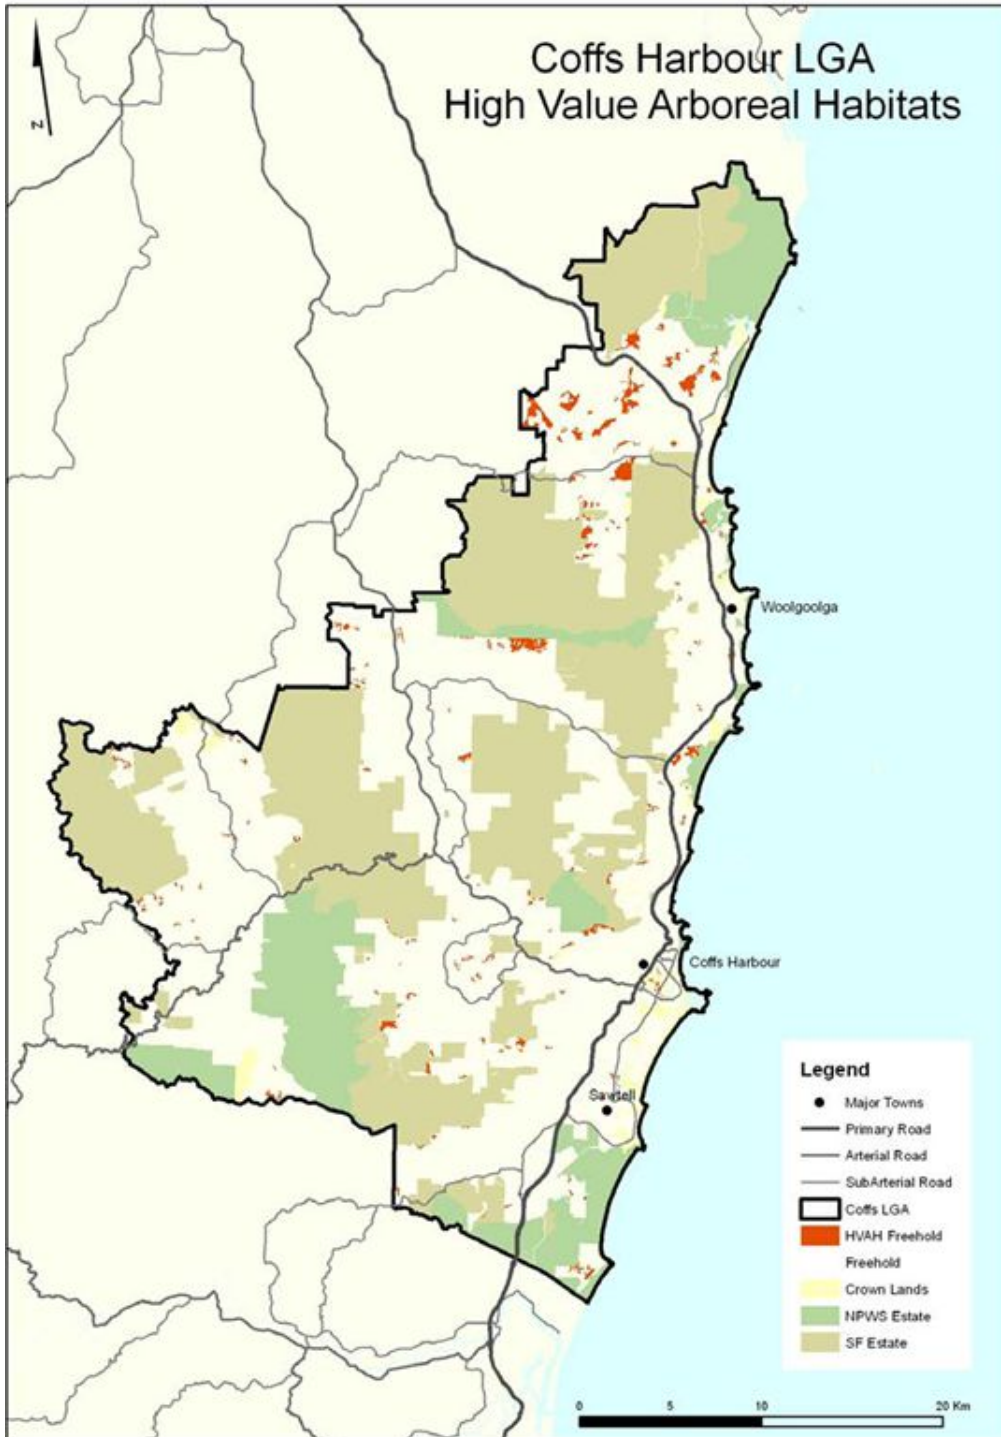 Coffs Harbour LGA
High Value Arboreal Habitats
N
Woolgoolga
Coffs Harbour
Sawtell
Legend
Major Towns
Primary Road
Arterial Road
SubArterial Road
Coffs LGA
HVAH Freehold
Freehold
Crown Lands
NPWS Estate
SF Estate
0 5 10 20 Km